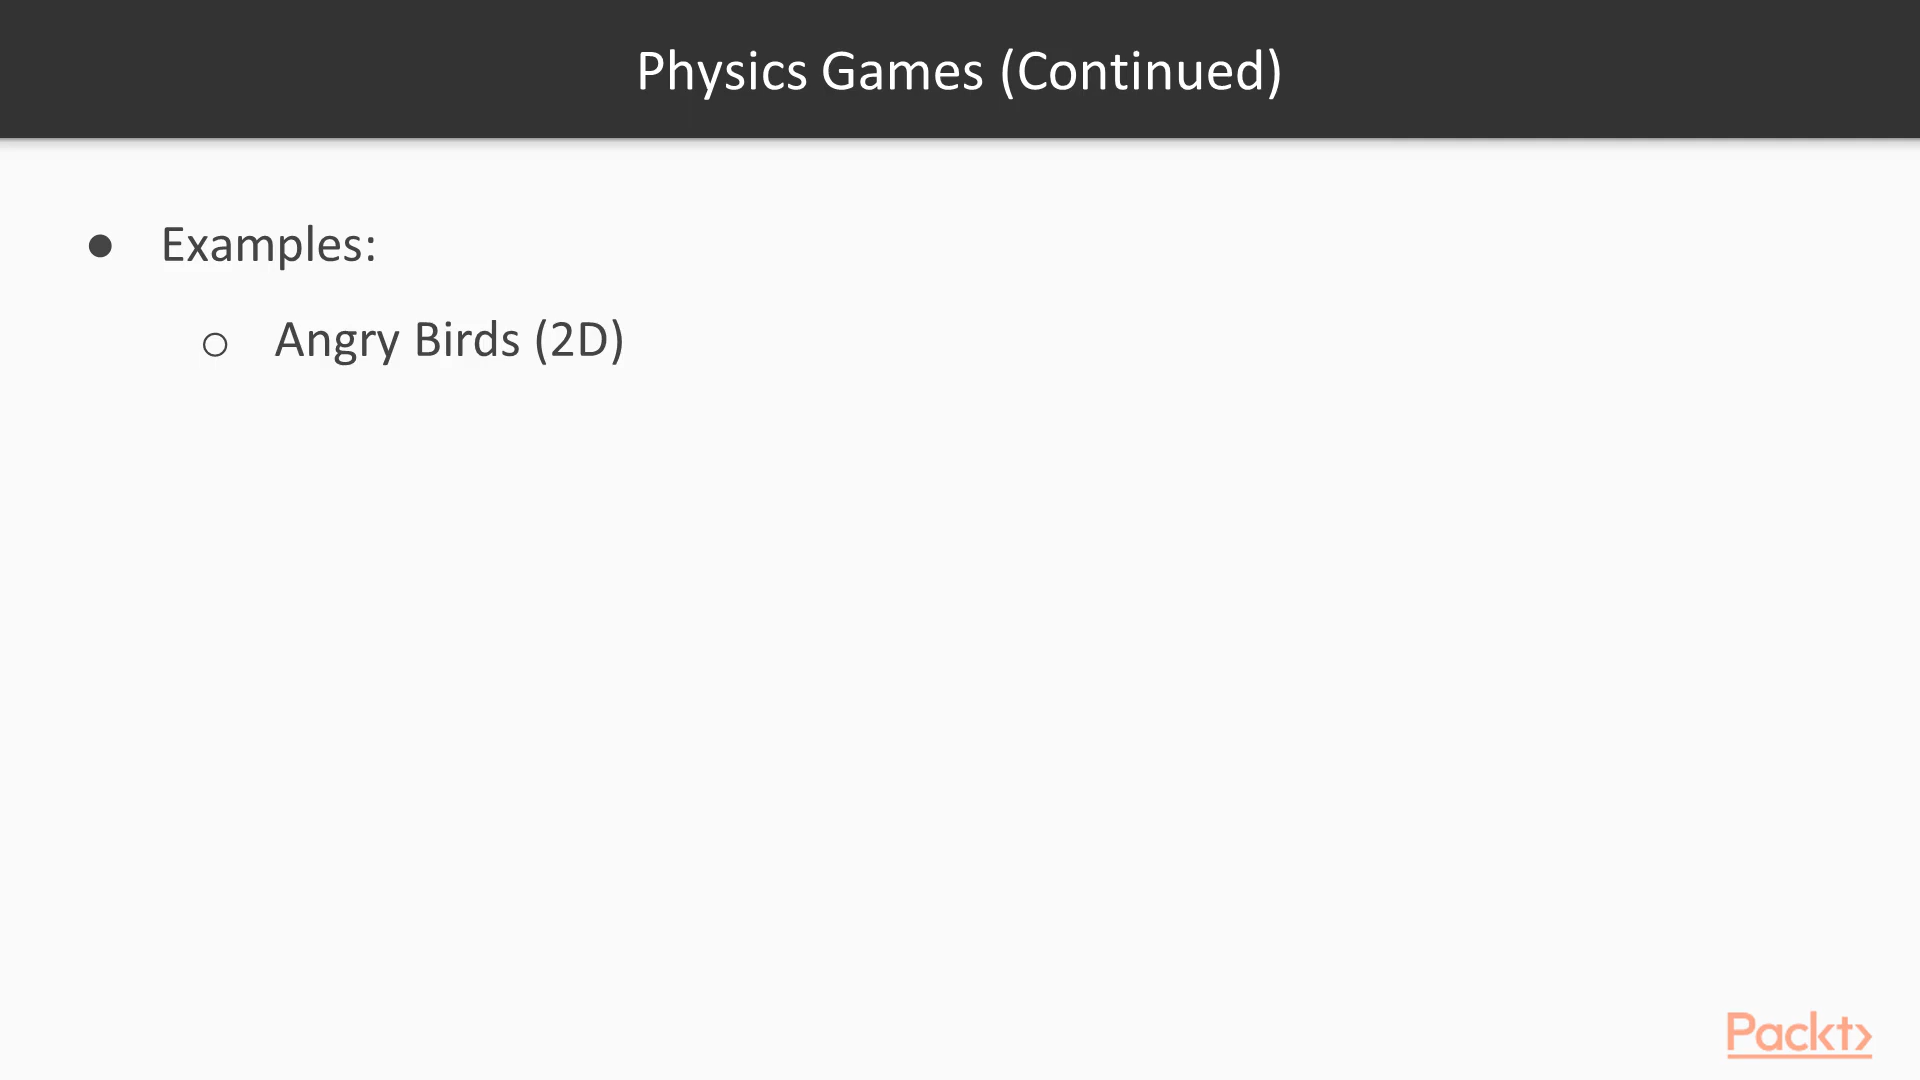 Physics Games (Continued)
● Examples:
○ Angry Birds (2D)
Packt>